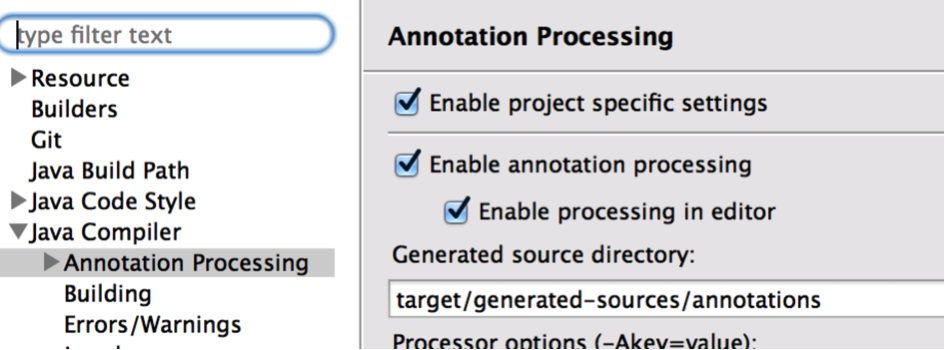 type filter text
Resource
Builders
Git
Java Build Path
Java Code Style
Java Compiler
Annotation Processing
Building
Errors/Warnings
Annotation Processing
Enable project specific settings
Enable annotation processing
Enable processing in editor
Generated source directory:
target/generated-sources/annotations
Processor options (-Akey=value):